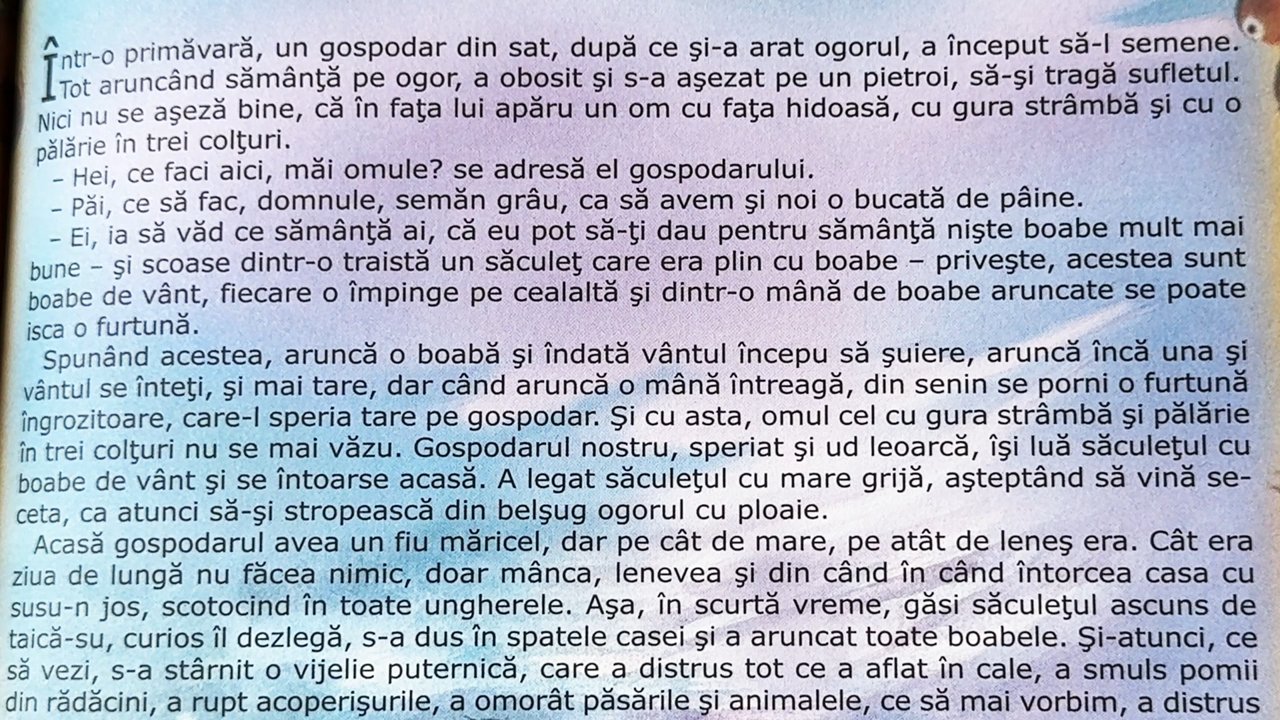 Într-o primăvară, un gospodar din sat, după ce şi-a arat ogorul, a început să-l semene.
Tot aruncând sămânţă pe ogor, a obosit şi s-a aşezat pe un pietroi, să-şi tragă sufletul.
Nici nu se aşeză bine, că în faţa lui apăru un om cu faţa hidoasă, cu gura strâmbă şi cu o
pălărie în trei colţuri.
– Hei, ce faci aici, măi omule? se adresă el gospodarului.
– Păi, ce să fac, domnule, semăn grâu, ca să avem şi noi o bucată de pâine.
– Ei, ia să văd ce sămânţă ai, că eu pot să-ţi dau pentru sămânţă nişte boabe mult mai
bune – şi scoase dintr-o traistă un săculeţ care era plin cu boabe – priveşte, acestea sunt
boabe de vânt, fiecare o împinge pe cealaltă şi dintr-o mână de boabe aruncate se poate
isca o furtună.
Spunând acestea, aruncă o boabă şi îndată vântul începu să şuiere, aruncă încă una şi
vântul se înteţi, şi mai tare, dar când aruncă o mână întreagă, din senin se porni o furtună
îngrozitoare, care-l speria tare pe gospodar. Şi cu asta, omul cel cu gura strâmbă şi pălărie
în trei colţuri nu se mai văzu. Gospodarul nostru, speriat şi ud leoarcă, îşi luă săculeţul cu
boabe de vânt şi se întoarse acasă. A legat săculeţul cu mare grijă, aşteptând să vină se-
ceta, ca atunci să-şi stropească din belşug ogorul cu ploaie.
Acasă gospodarul avea un fiu măricel, dar pe cât de mare, pe atât de leneş era. Cât era
ziua de lungă nu făcea nimic, doar mânca, lenevea şi din când în când întorcea casa cu
susu-n jos, scotocind în toate ungherele. Aşa, în scurtă vreme, găsi săculeţul ascuns de
taică-su, curios îl dezlegă, s-a dus în spatele casei şi a aruncat toate boabele. Şi-atunci, ce
să vezi, s-a stârnit o vijelie puternică, care a distrus tot ce a aflat în cale, a smuls pomii
din rădăcini, a rupt acoperişurile, a omorât păsările şi animalele, ce să mai vorbim, a distrus